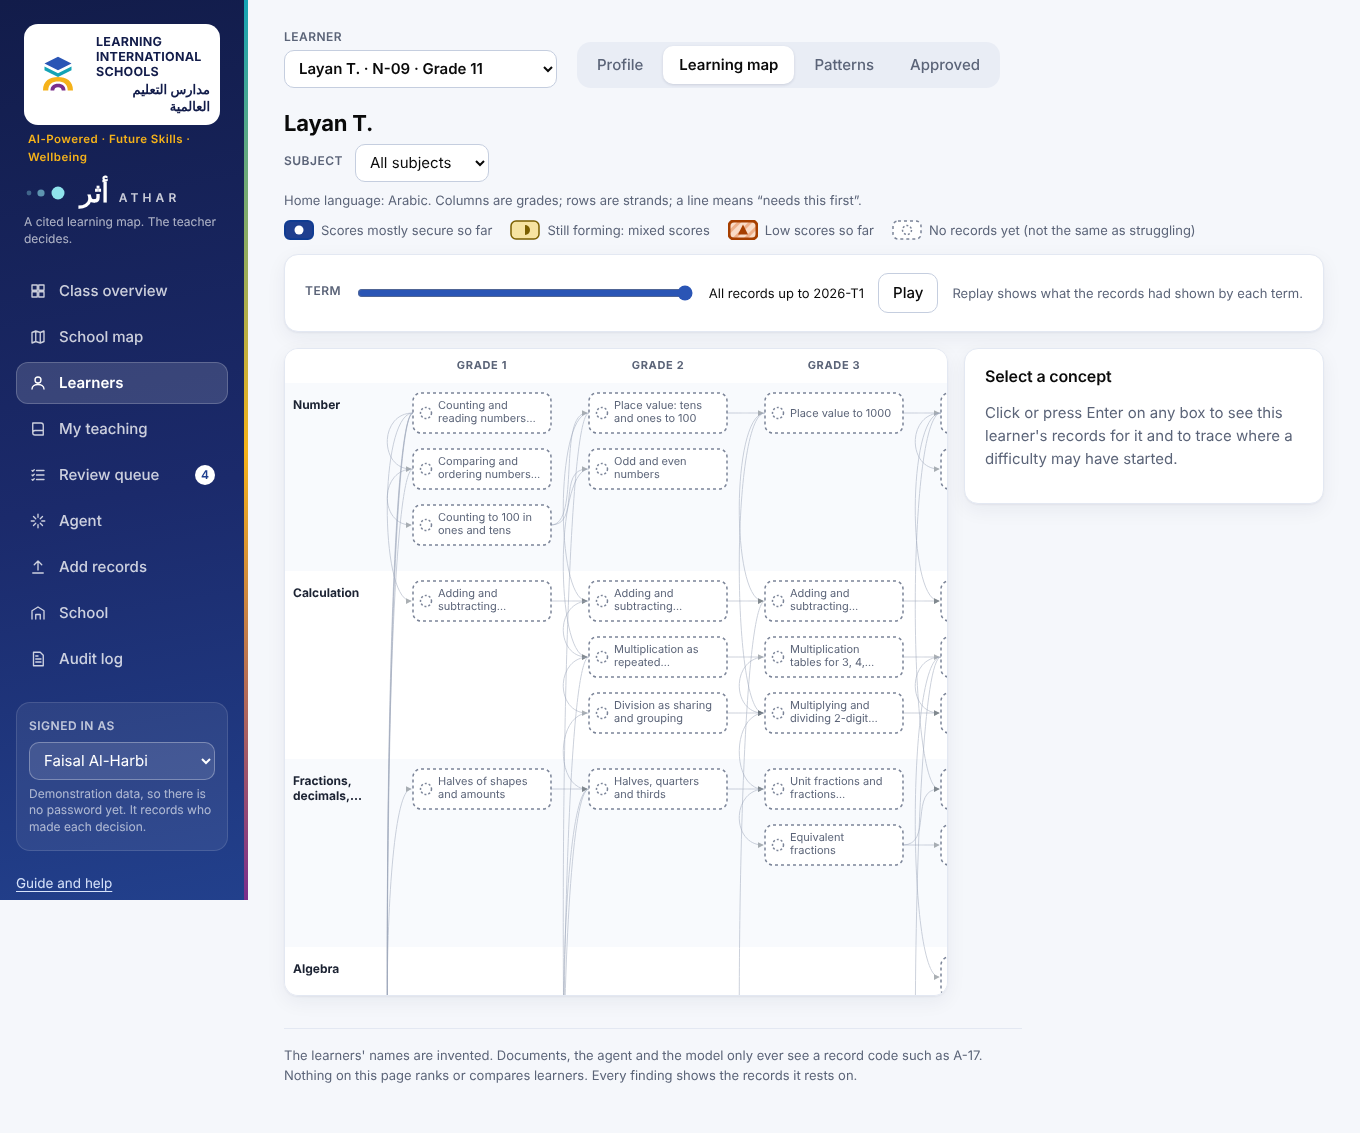 LEARNING
INTERNATIONAL
SCHOOLS
مدارس التعليم
العالمية
AI-Powered · Future Skills ·
Wellbeing
أثر ATHAR
A cited learning map. The teacher
decides.
Class overview
School map
Learners
My teaching
Review queue 4
Agent
Add records
School
Audit log
SIGNED IN AS
Faisal Al-Harbi
Demonstration data, so there is
no password yet. It records who
made each decision.
Guide and help
LEARNER
Layan T. · N-09 · Grade 11
Profile Learning map Patterns Approved
Layan T.
SUBJECT All subjects
Home language: Arabic. Columns are grades; rows are strands; a line means “needs this first”.
Scores mostly secure so far Still forming: mixed scores Low scores so far No records yet (not the same as struggling)
TERM All records up to 2026-T1 Play Replay shows what the records had shown by each term.
GRADE 1 GRADE 2 GRADE 3
Number
Counting and
reading numbers...
Place value: tens
and ones to 100
Place value to 1000
Comparing and
ordering numbers...
Odd and even
numbers
Counting to 100 in
ones and tens
Calculation
Adding and
subtracting...
Adding and
subtracting...
Adding and
subtracting...
Multiplication as
repeated...
Multiplication
tables for 3, 4,...
Division as sharing
and grouping
Multiplying and
dividing 2-digit...
Fractions,
decimals,...
Halves of shapes
and amounts
Halves, quarters
and thirds
Unit fractions and
fractions...
Equivalent
fractions
Algebra
Select a concept
Click or press Enter on any box to see this
learner's records for it and to trace where a
difficulty may have started.
The learners' names are invented. Documents, the agent and the model only ever see a record code such as A-17.
Nothing on this page ranks or compares learners. Every finding shows the records it rests on.